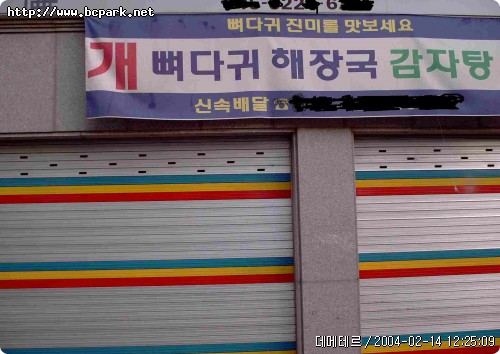 http://www.bcpark.net
뼈다귀 진미를 맛보세요
개 뼈다귀 해장국 감자탕
신속배달 ☎
데메테르 / 2004-02-14 12:25:09